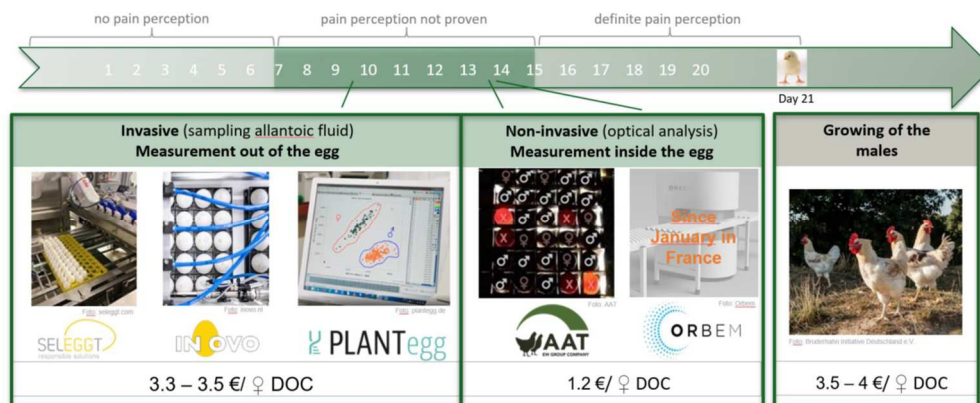 no pain perception pain perception not proven definite pain perception
1 2 3 4 5 6 7 8 9 10 11 12 13 14 15 16 17 18 19 20
Day 21
Invasive (sampling allantoic fluid)
Measurement out of the egg
Non-invasive (optical analysis)
Measurement inside the egg
Growing of the
males
Since
January in
France
Foto: seleggt.com
Foto: inovo.nl
Foto: plantegg.de
Foto: AAT
Foto: Orbem
Foto: Bruderhahn Initiative Deutschland e.V.
SELEGGT
responsible solutions
IN OVO
PLANTegg
AAT
EW GROUP COMPANY
ORBEM
3.3 – 3.5 €/ ♀ DOC
1.2 €/ ♀ DOC
3.5 – 4 €/ ♀ DOC